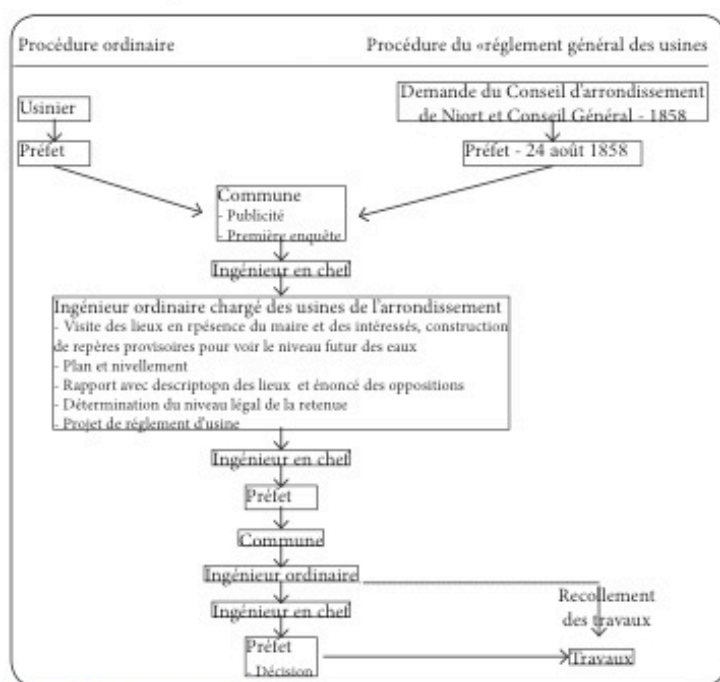 Procédure ordinaire
Procédure du «réglement général des usines
Usinier
Préfet
Demande du Conseil d'arrondissement
de Niort et Conseil Général - 1858
Préfet - 24 août 1858
Commune
- Publicité
- Première enquête
Ingénieur en chef
Ingénieur ordinaire chargé des usines de l'arrondissement
- Visite des lieux en rpésence du maire et des intéressés, construction
de repères provisoires pour voir le niveau futur des eaux
- Plan et nivellement
- Rapport avec descriptopn des lieux et énoncé des oppositions
- Détermination du niveau légal de la retenue
- Projet de réglement d'usine
Ingénieur en chef
Préfet
Commune
Ingénieur ordinaire
Ingénieur en chef
Recollement
des travaux
Préfet
- Décision
Travaux